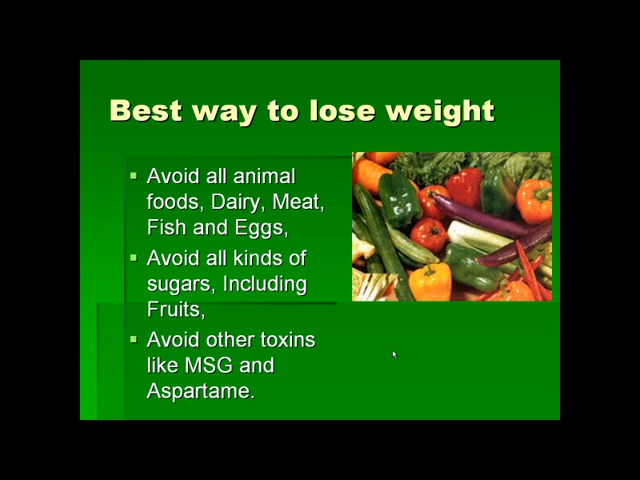 Best way to lose weight
Avoid all animal
foods, Dairy, Meat,
Fish and Eggs,
Avoid all kinds of
sugars, Including
Fruits,
Avoid other toxins
like MSG and
Aspartame.